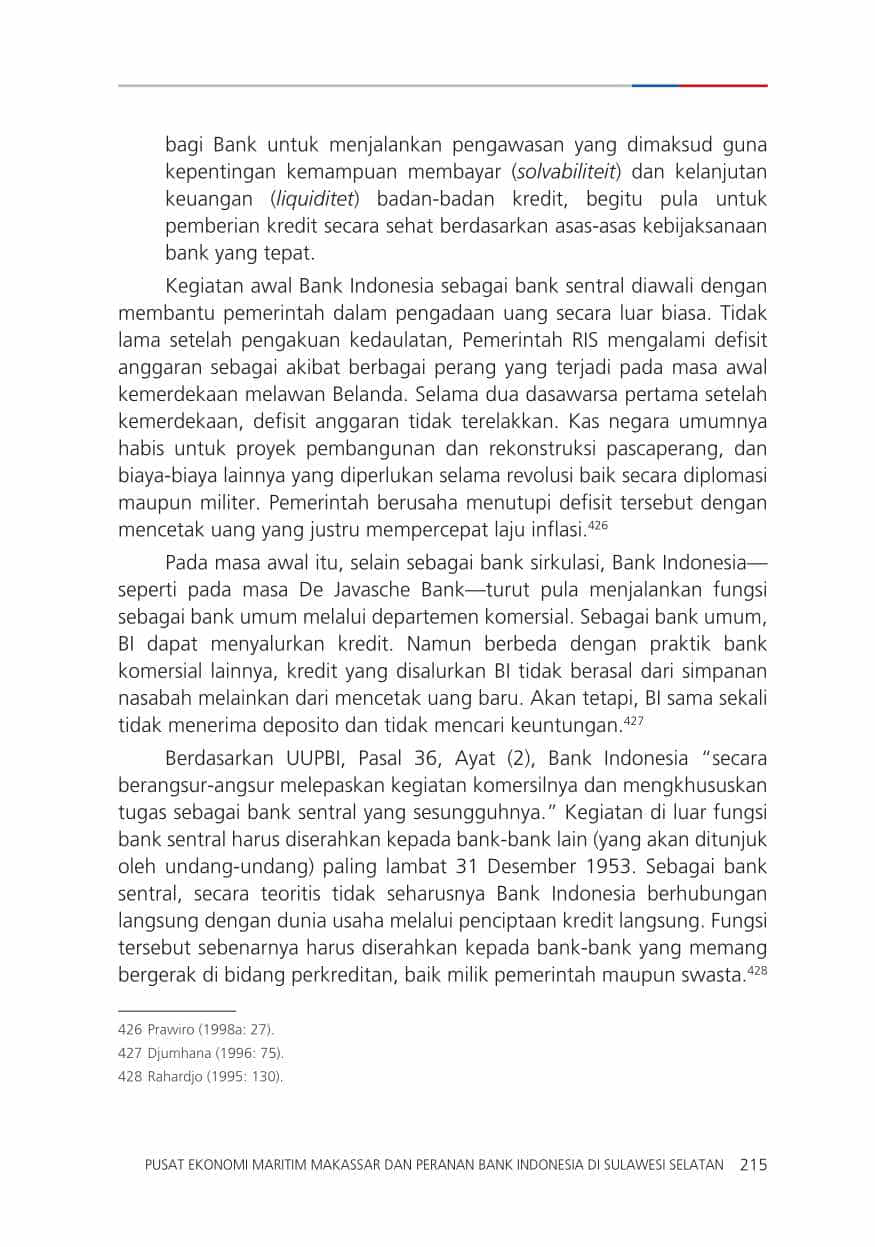 bagi Bank untuk menjalankan pengawasan yang dimaksud guna
kepentingan kemampuan membayar (solvabiliteit) dan kelanjutan
keuangan (liquiditet) badan-badan kredit, begitu pula untuk
pemberian kredit secara sehat berdasarkan asas-asas kebijaksanaan
bank yang tepat.
Kegiatan awal Bank Indonesia sebagai bank sentral diawali dengan
membantu pemerintah dalam pengadaan uang secara luar biasa. Tidak
lama setelah pengakuan kedaulatan, Pemerintah RIS mengalami defisit
anggaran sebagai akibat berbagai perang yang terjadi pada masa awal
kemerdekaan melawan Belanda. Selama dua dasawarsa pertama setelah
kemerdekaan, defisit anggaran tidak terelakkan. Kas negara umumnya
habis untuk proyek pembangunan dan rekonstruksi pascaperang, dan
biaya-biaya lainnya yang diperlukan selama revolusi baik secara diplomasi
maupun militer. Pemerintah berusaha menutupi defisit tersebut dengan
mencetak uang yang justru mempercepat laju inflasi.426
Pada masa awal itu, selain sebagai bank sirkulasi, Bank Indonesia—
seperti pada masa De Javasche Bank—turut pula menjalankan fungsi
sebagai bank umum melalui departemen komersial. Sebagai bank umum,
BI dapat menyalurkan kredit. Namun berbeda dengan praktik bank
komersial lainnya, kredit yang disalurkan BI tidak berasal dari simpanan
nasabah melainkan dari mencetak uang baru. Akan tetapi, BI sama sekali
tidak menerima deposito dan tidak mencari keuntungan.427
Berdasarkan UUPBI, Pasal 36, Ayat (2), Bank Indonesia “secara
berangsur-angsur melepaskan kegiatan komersilnya dan mengkhususkan
tugas sebagai bank sentral yang sesungguhnya.” Kegiatan di luar fungsi
bank sentral harus diserahkan kepada bank-bank lain (yang akan ditunjuk
oleh undang-undang) paling lambat 31 Desember 1953. Sebagai bank
sentral, secara teoritis tidak seharusnya Bank Indonesia berhubungan
langsung dengan dunia usaha melalui penciptaan kredit langsung. Fungsi
tersebut sebenarnya harus diserahkan kepada bank-bank yang memang
bergerak di bidang perkreditan, baik milik pemerintah maupun swasta.428
426 Prawiro (1998a: 27).
427 Djumhana (1996: 75).
428 Rahardjo (1995: 130).
PUSAT EKONOMI MARITIM MAKASSAR DAN PERANAN BANK INDONESIA DI SULAWESI SELATAN 215